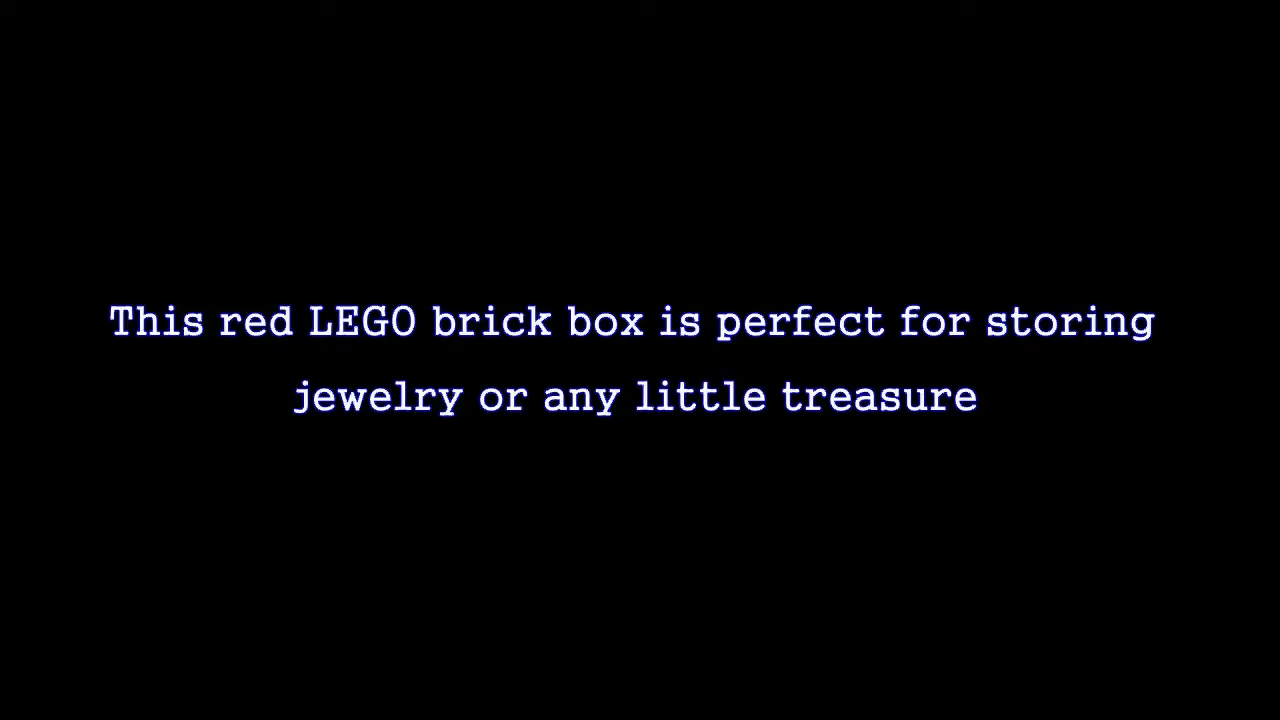 This red LEGO brick box is perfect for storing
jewelry or any little treasure